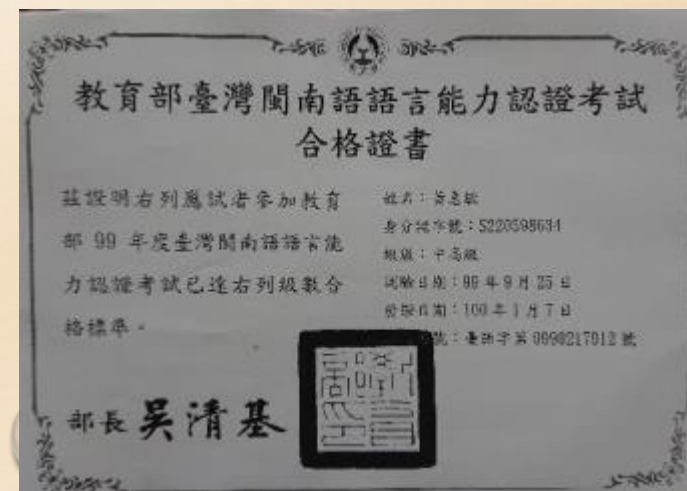 教育部臺灣閩南語語言能力認證考試
合格證書
茲證明右列應試者參加教育
部 99 年度臺灣閩南語語言能
力認證考試已達右列級數合
格標準。
姓名:黃惠敏
身分證字號:S220598634
級別:中高級
試驗日期:99 年 9 月 25 日
發證日期:100 年 1 月 7 日
號:臺語字第 0990217012 號
部長 吳清基